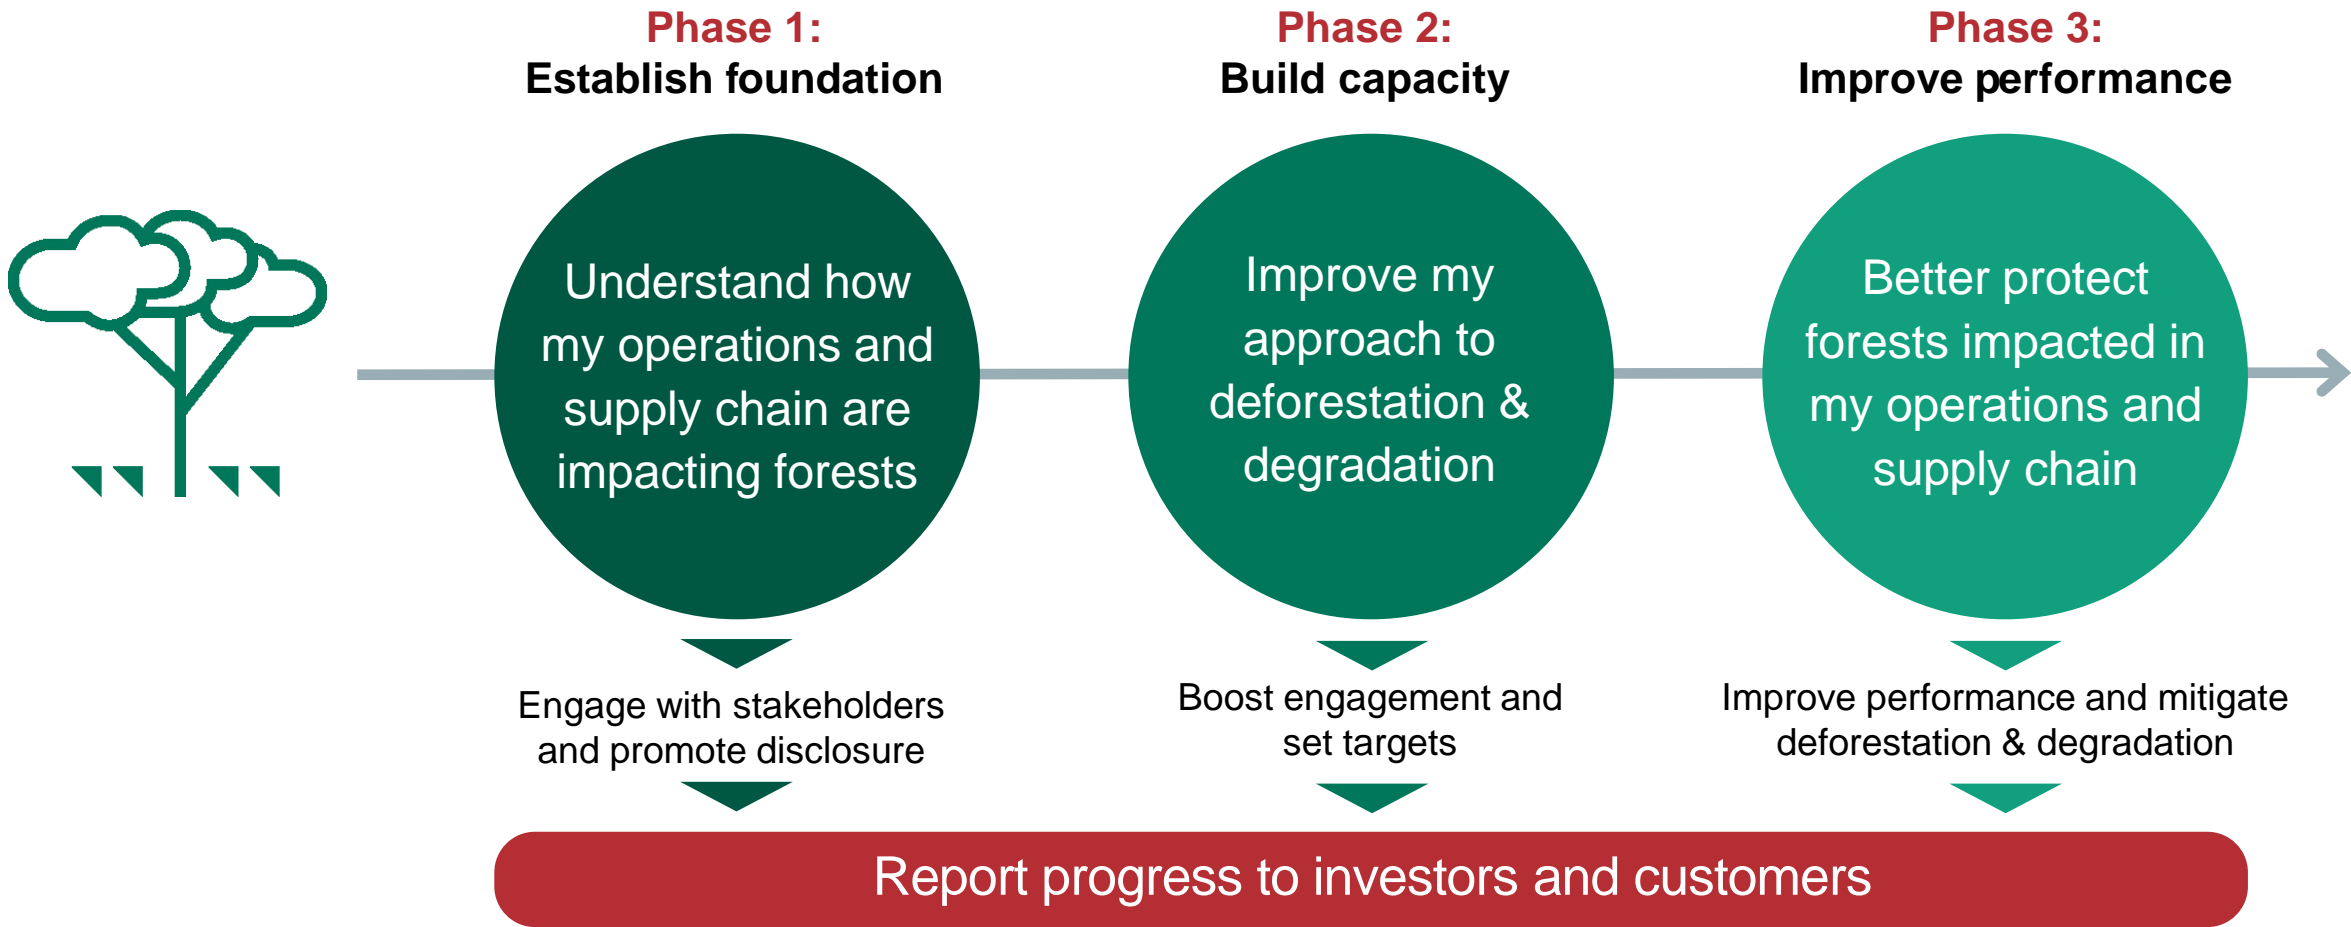 Phase 1:
Establish foundation
Understand how
my operations and
supply chain are
impacting forests
Engage with stakeholders
and promote disclosure
Phase 2:
Build capacity
Improve my
approach to
deforestation &
degradation
Boost engagement and
set targets
Phase 3:
Improve performance
Better protect
forests impacted in
my operations and
supply chain
Improve performance and mitigate
deforestation & degradation
Report progress to investors and customers